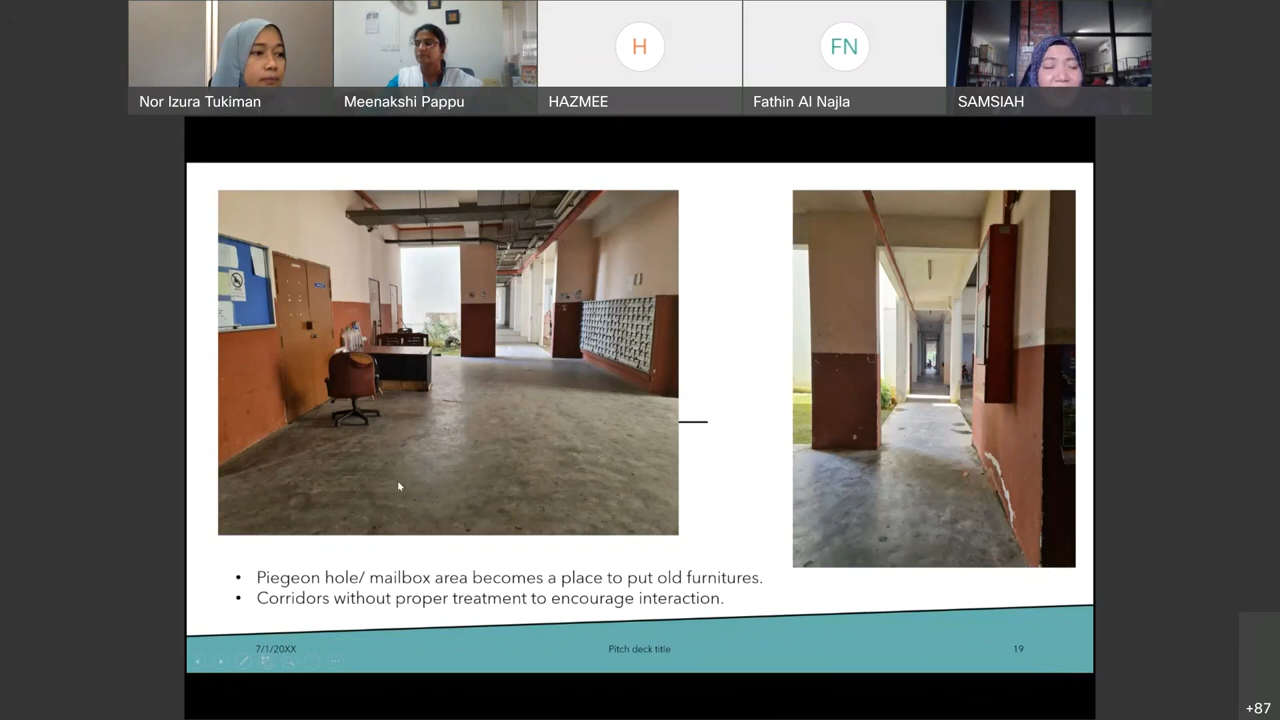 H
FN
Nor Izura Tukiman
Meenakshi Pappu
HAZMEE
Fathin Al Najla
SAMSIAH
Piegeon hole/ mailbox area becomes a place to put old furnitures.
Corridors without proper treatment to encourage interaction.
7/1/20XX
Pitch deck title
19
+87